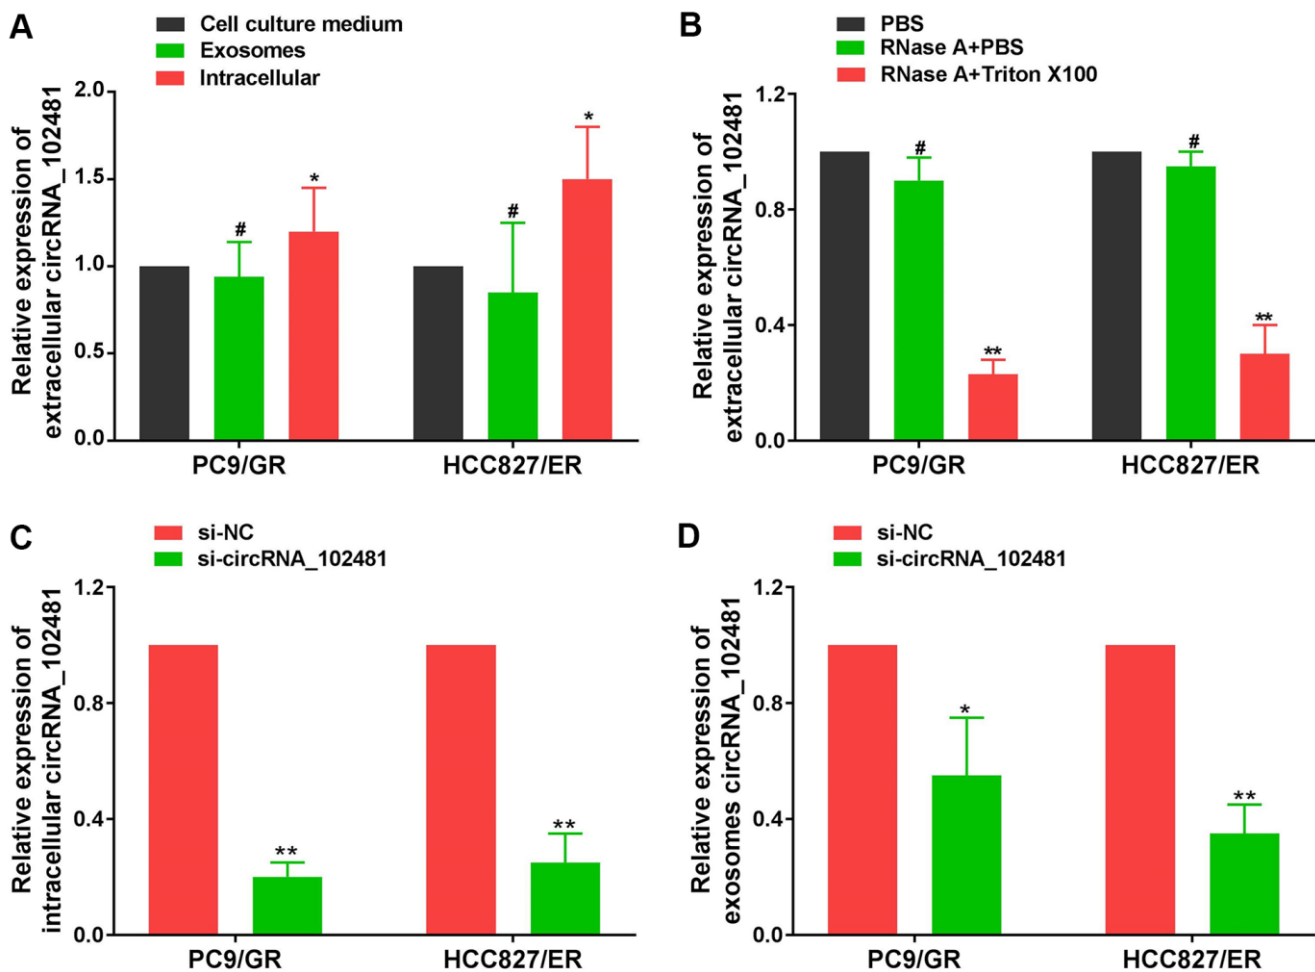 A
Cell culture medium
Exosomes
Intracellular
Relative expression of
extracellular circRNA_102481
2.0
1.5
1.0
0.5
0.0
#
*
#
*
PC9/GR
HCC827/ER
B
PBS
RNase A+PBS
RNase A+Triton X100
Relative expression of
extracellular circRNA_102481
1.2
0.8
0.4
0.0
#
**
#
**
PC9/GR
HCC827/ER
C
si-NC
si-circRNA_102481
Relative expression of
intracellular circRNA_102481
1.2
0.8
0.4
0.0
**
**
PC9/GR
HCC827/ER
D
si-NC
si-circRNA_102481
Relative expression of
exosomes circRNA_102481
1.2
0.8
0.4
0.0
*
**
PC9/GR
HCC827/ER